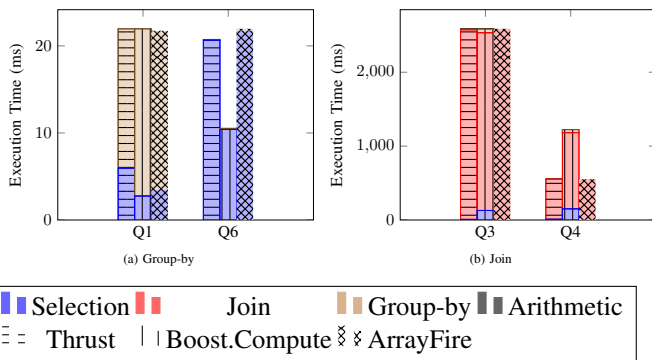 20
10
0
Execution Time (ms)
Q1 Q6
(a) Group-by
2,000
1,000
0
Execution Time (ms)
Q3 Q4
(b) Join
Selection Join Group-by Arithmetic
Thrust Boost.Compute ArrayFire